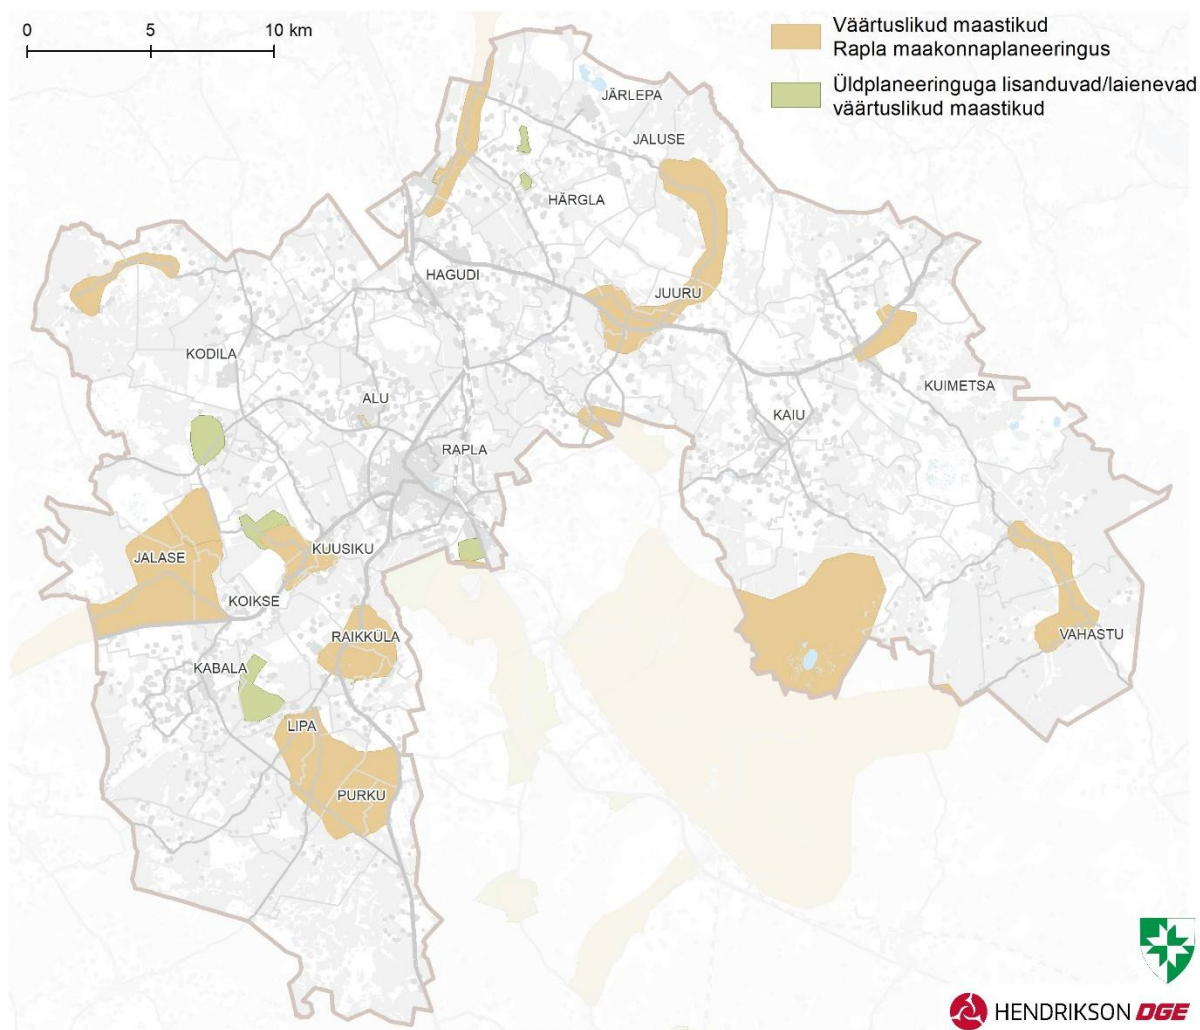 0 5 10 km
Väärtuslikud maastikud
Rapla maakonnaplaneeringus
Üldplaneeringuga lisanduvad/laienevad
väärtuslikud maastikud
JÄRLEPA
JALUSE
HÄRGLA
HAGUDI
JUURU
KODILA
KUIMETSA
ALU
KAIU
RAPLA
KUUSIKU
JALASE
KOIKSE
RAIKKÜLA
VAHASTU
KABALA
LIPA
PURKU
HENDRIKSON DGE